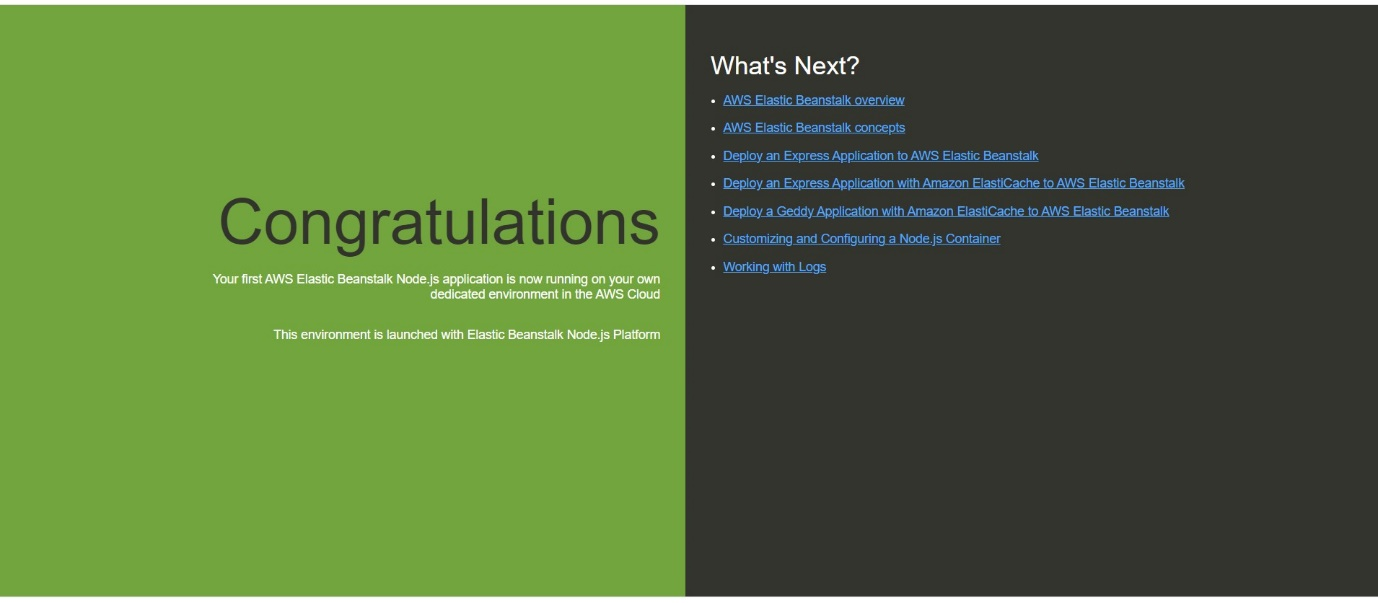 Congratulations
Your first AWS Elastic Beanstalk Node.js application is now running on your own
dedicated environment in the AWS Cloud
This environment is launched with Elastic Beanstalk Node.js Platform
What's Next?
AWS Elastic Beanstalk overview
AWS Elastic Beanstalk concepts
Deploy an Express Application to AWS Elastic Beanstalk
Deploy an Express Application with Amazon ElastiCache to AWS Elastic Beanstalk
Deploy a Geddy Application with Amazon ElastiCache to AWS Elastic Beanstalk
Customizing and Configuring a Node.js Container
Working with Logs